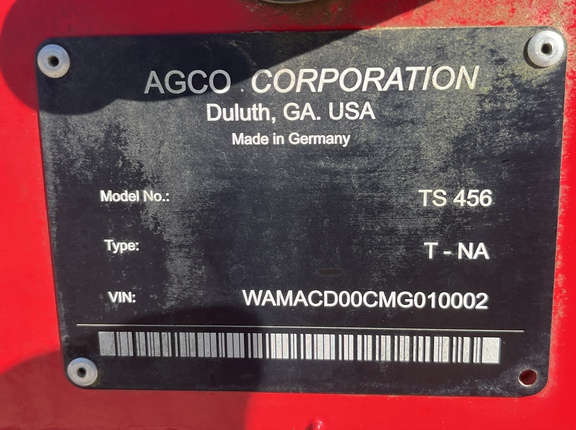 AGCO CORPORATION
Duluth, GA. USA
Made in Germany
Model No.: TS 456
Type: T - NA
VIN: WAMACD00CMG010002